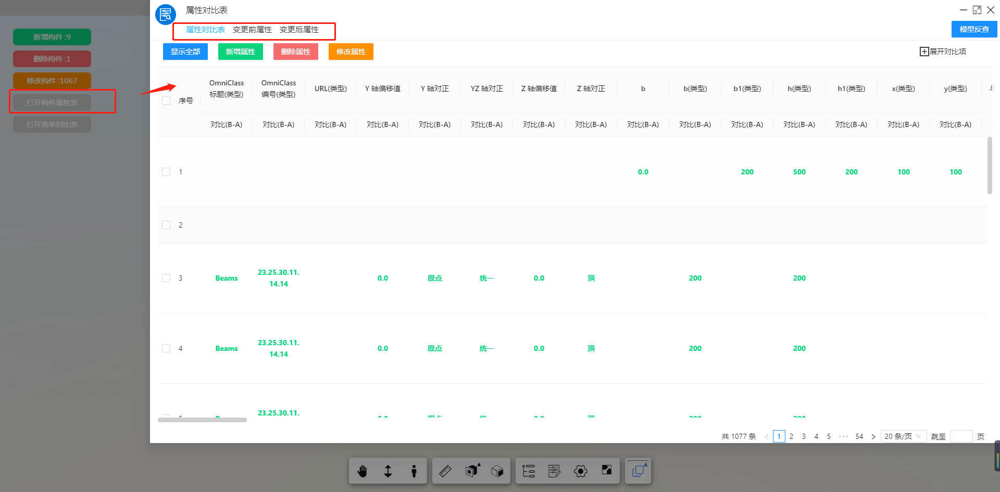 新增构件 :9
删除构件 :1
修改构件 :1067
打开构件属性表
打开清单对比表
属性对比表
属性对比表 变更前属性 变更后属性
模型反查
显示全部 新增属性 删除属性 修改属性
展开对比项
序号
OmniClass 标题(类型)
OmniClass 编号(类型)
URL(类型)
Y 轴偏移值
Y 轴对正
YZ 轴对正
Z 轴偏移值
Z 轴对正
b
b(类型)
b1(类型)
h(类型)
h1(类型)
x(类型)
y(类型)
对比(B-A) 对比(B-A) 对比(B-A) 对比(B-A) 对比(B-A) 对比(B-A) 对比(B-A) 对比(B-A) 对比(B-A) 对比(B-A) 对比(B-A) 对比(B-A) 对比(B-A) 对比(B-A) 对比(B-A)
1 0.0 200 500 200 100 100
2
3 Beams 23.25.30.11.14.14 0.0 原点 统一 0.0 顶 200 200
4 Beams 23.25.30.11.14.14 0.0 原点 统一 0.0 顶 200 200
23.25.30.11.
共 1077 条 < 1 2 3 4 5 ••• 54 > 20 条/页 跳至 页